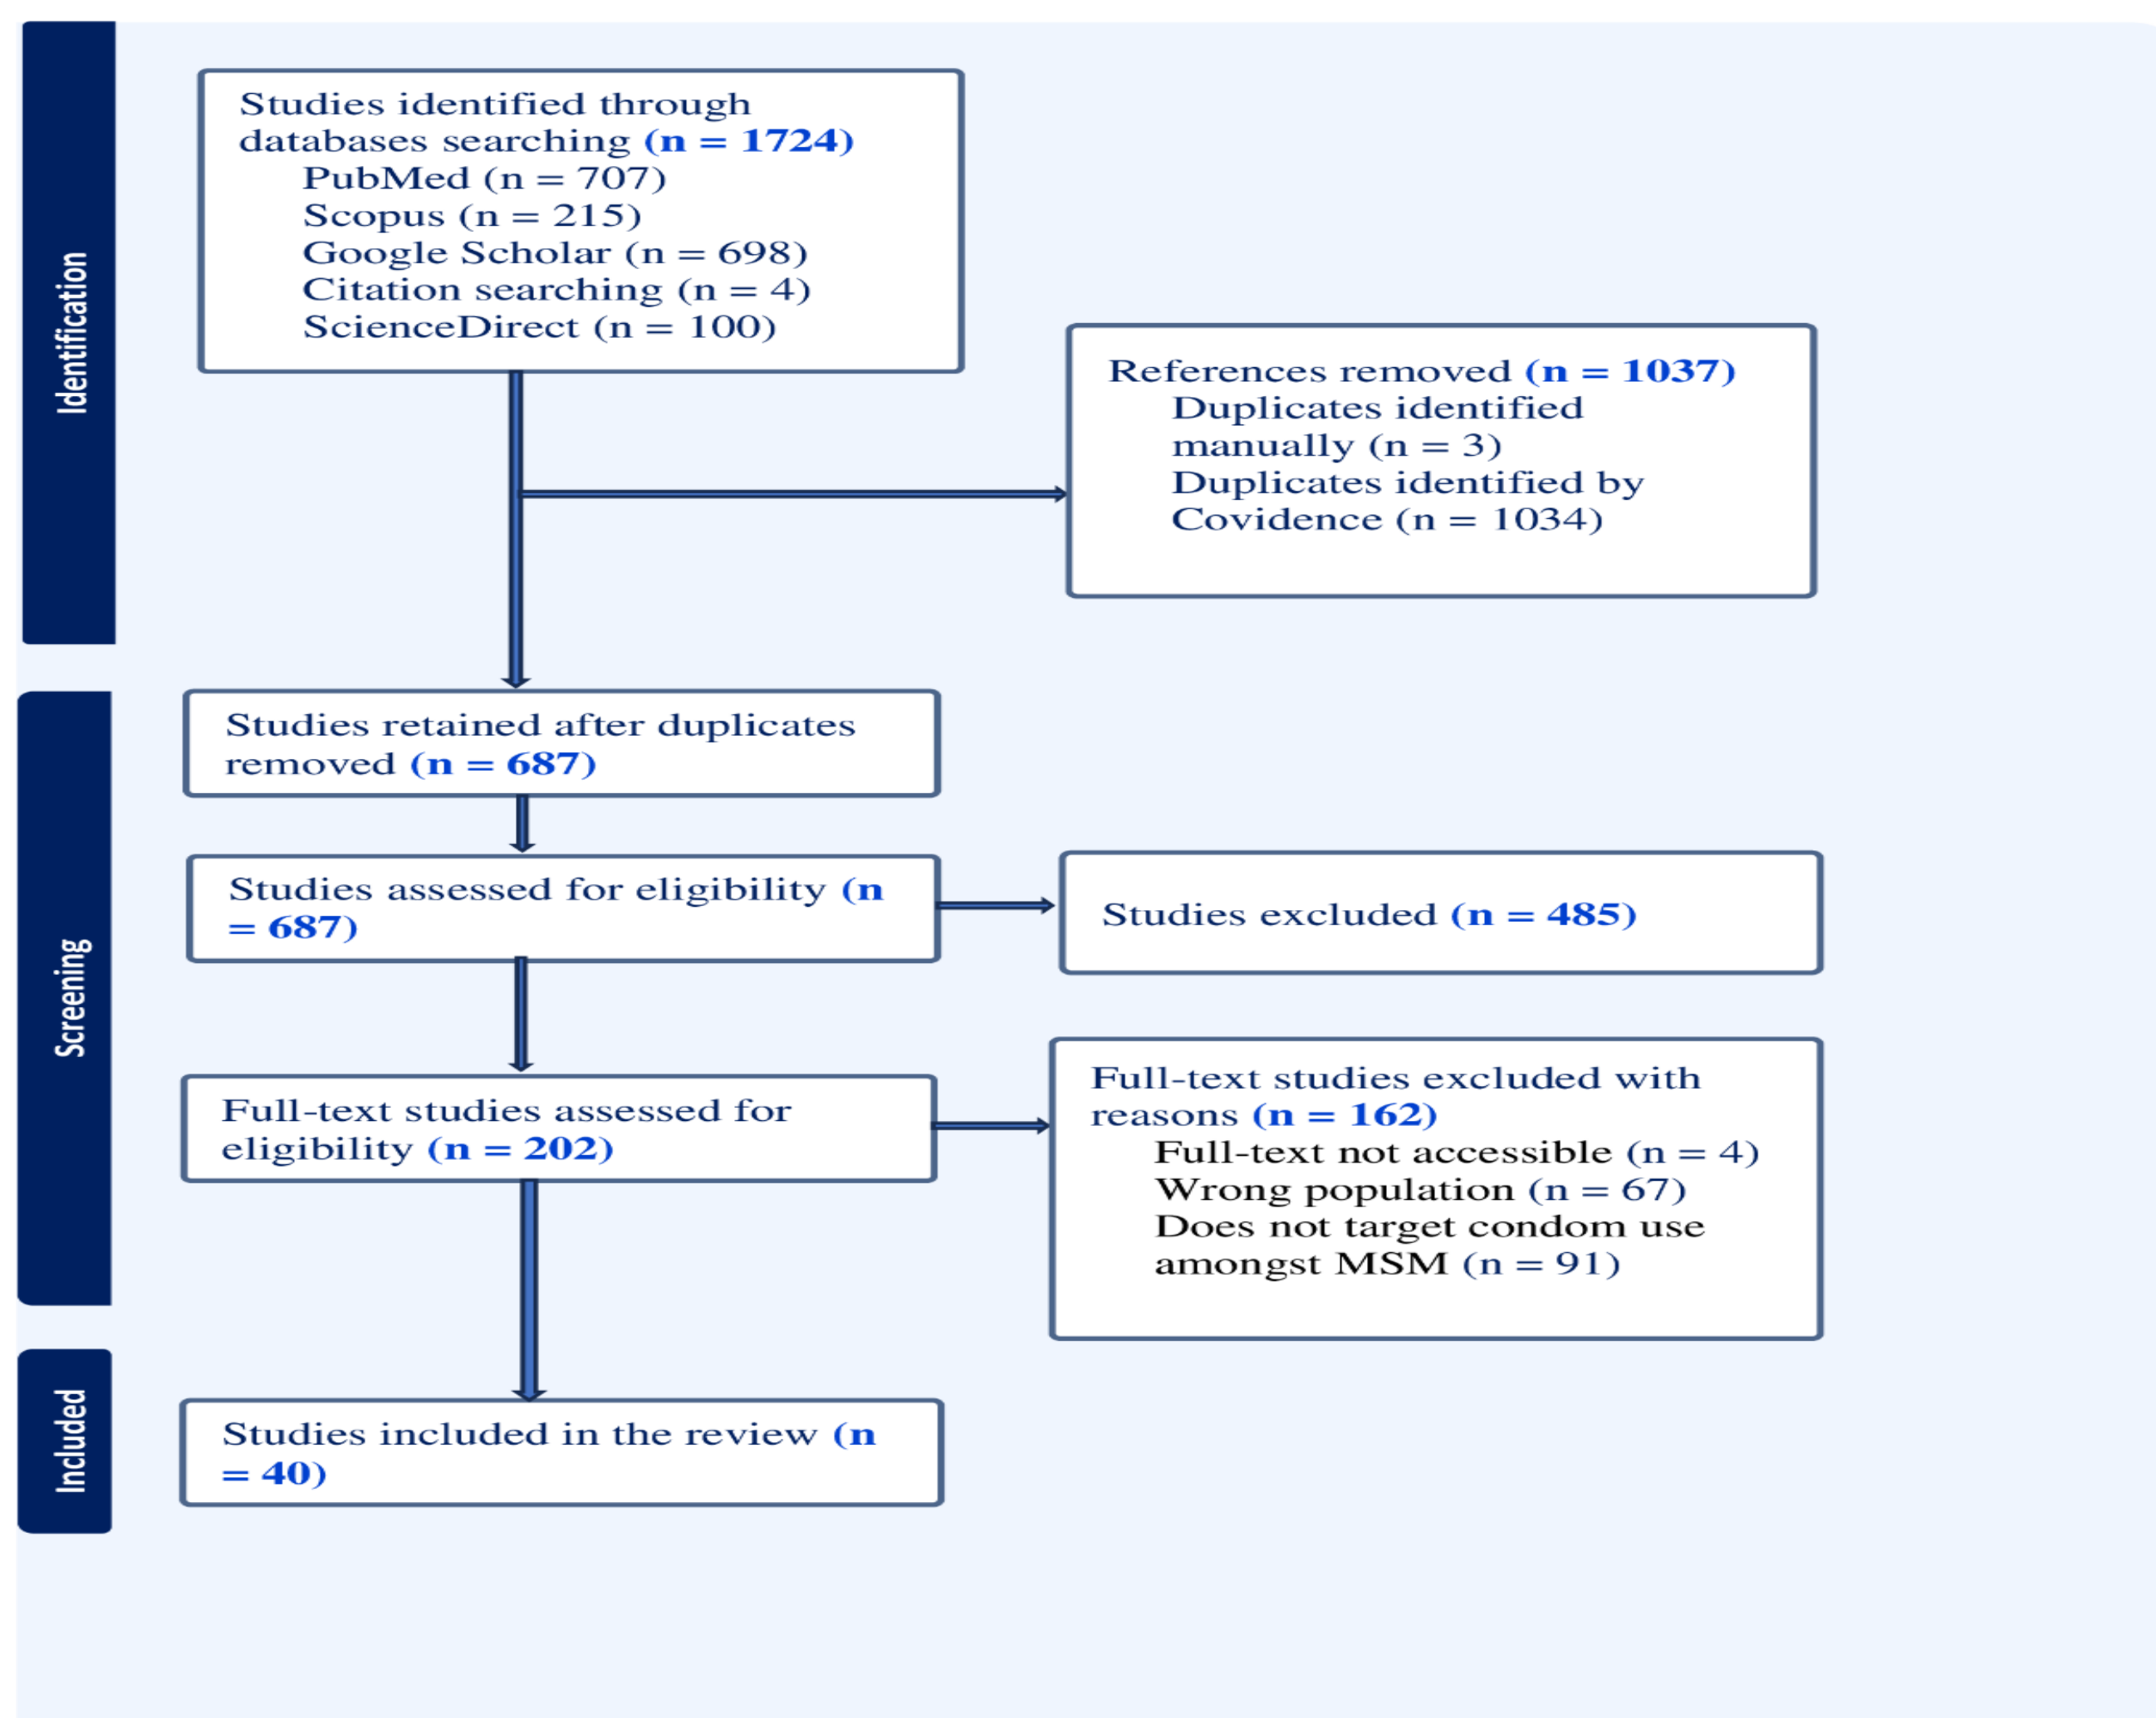 Identification
Studies identified through
databases searching (n = 1724)
PubMed (n = 707)
Scopus (n = 215)
Google Scholar (n = 698)
Citation searching (n = 4)
ScienceDirect (n = 100)
References removed (n = 1037)
Duplicates identified
manually (n = 3)
Duplicates identified by
Covidence (n = 1034)
Screening
Studies retained after duplicates
removed (n = 687)
Studies assessed for eligibility (n
= 687)
Studies excluded (n = 485)
Full-text studies assessed for
eligibility (n = 202)
Full-text studies excluded with
reasons (n = 162)
Full-text not accessible (n = 4)
Wrong population (n = 67)
Does not target condom use
amongst MSM (n = 91)
Included
Studies included in the review (n
= 40)